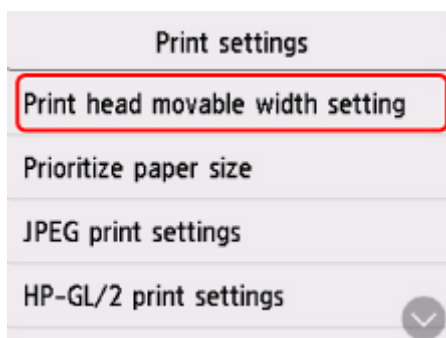 Print settings
Print head movable width setting
Prioritize paper size
JPEG print settings
HP-GL/2 print settings